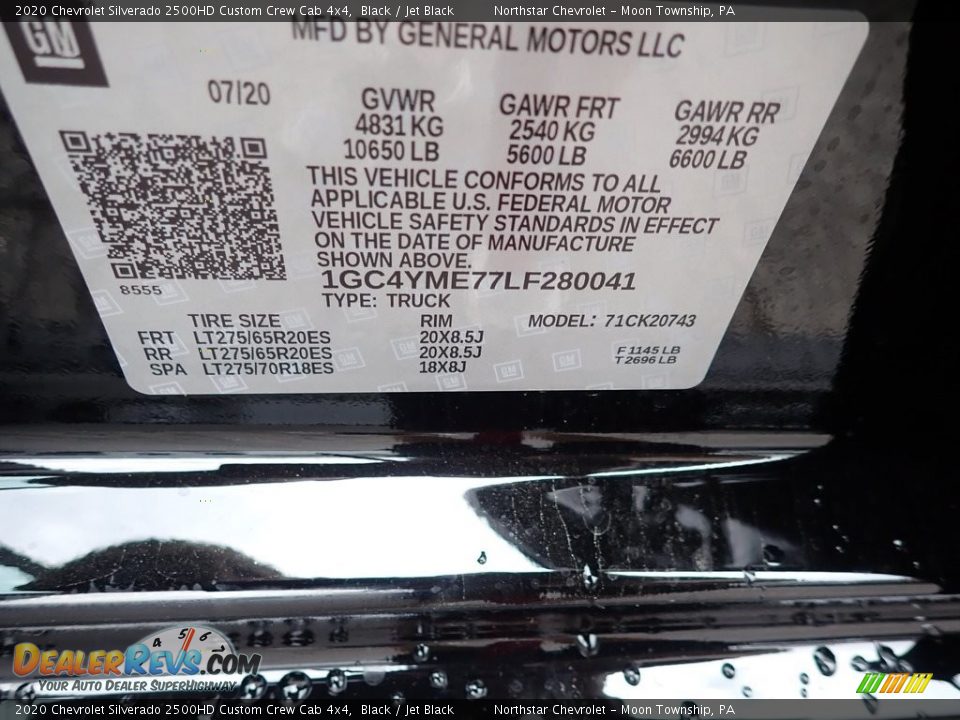 2020 Chevrolet Silverado 2500HD Custom Crew Cab 4x4, Black / Jet Black Northstar Chevrolet – Moon Township, PA
GM
MFD BY GENERAL MOTORS LLC
07/20
GVWR GAWR FRT GAWR RR
4831 KG 2540 KG 2994 KG
10650 LB 5600 LB 6600 LB
THIS VEHICLE CONFORMS TO ALL
APPLICABLE U.S. FEDERAL MOTOR
VEHICLE SAFETY STANDARDS IN EFFECT
ON THE DATE OF MANUFACTURE
SHOWN ABOVE.
8555
1GC4YME77LF280041
TYPE: TRUCK
TIRE SIZE RIM MODEL: 71CK20743
FRT LT275/65R20ES 20X8.5J
RR LT275/65R20ES 20X8.5J F 1145 LB
SPA LT275/70R18ES 18X8J T 2696 LB
4 5 6
DEALERREVS.COM
YOUR AUTO DEALER SUPERHIGHWAY
2020 Chevrolet Silverado 2500HD Custom Crew Cab 4x4, Black / Jet Black Northstar Chevrolet – Moon Township, PA